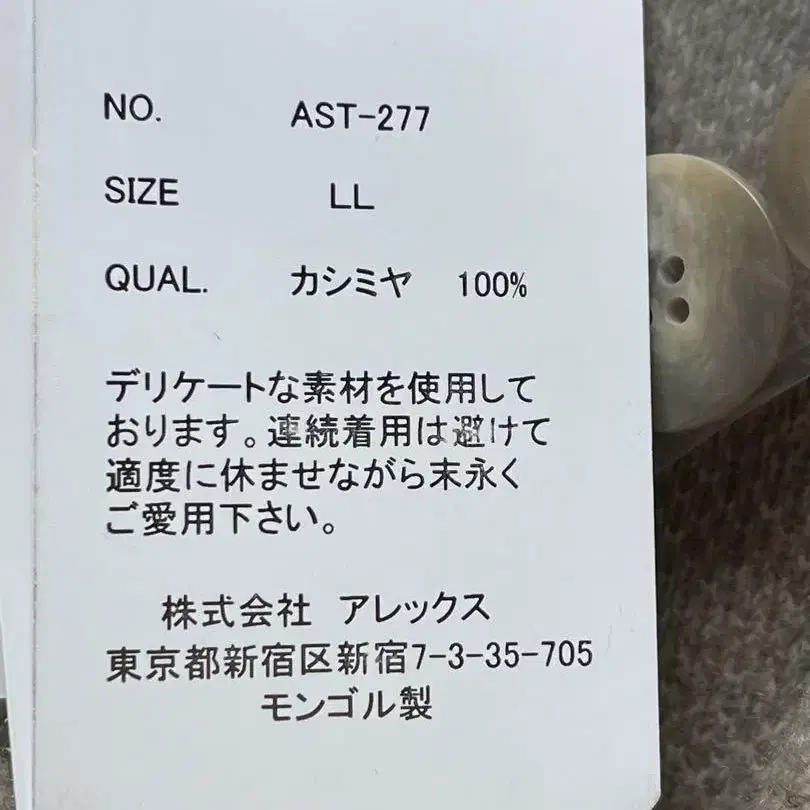 NO. AST-277
SIZE LL
QUAL. カシミヤ 100%
デリケートな素材を使用して
おります。連続着用は避けて
適度に休ませながら末永く
ご愛用下さい。
株式会社 アレックス
東京都新宿区新宿7-3-35-705
モンゴル製